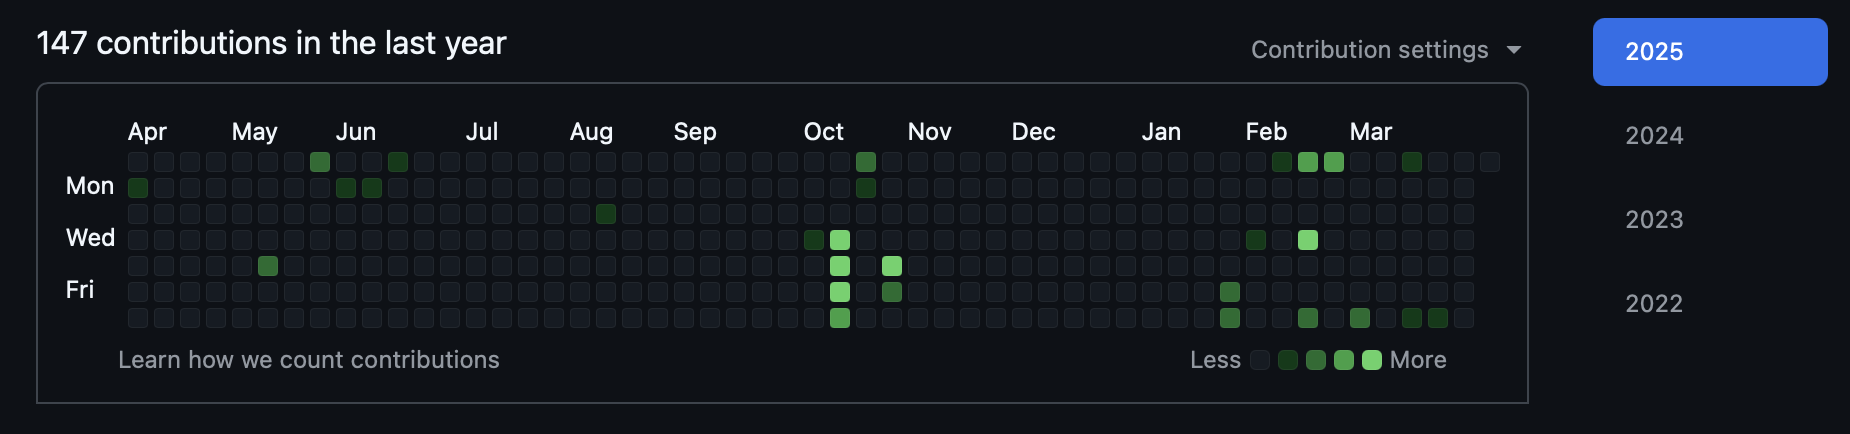 147 contributions in the last year
Contribution settings
2025
2024
2023
2022
Apr May Jun Jul Aug Sep Oct Nov Dec Jan Feb Mar
Mon
Wed
Fri
Learn how we count contributions
Less More